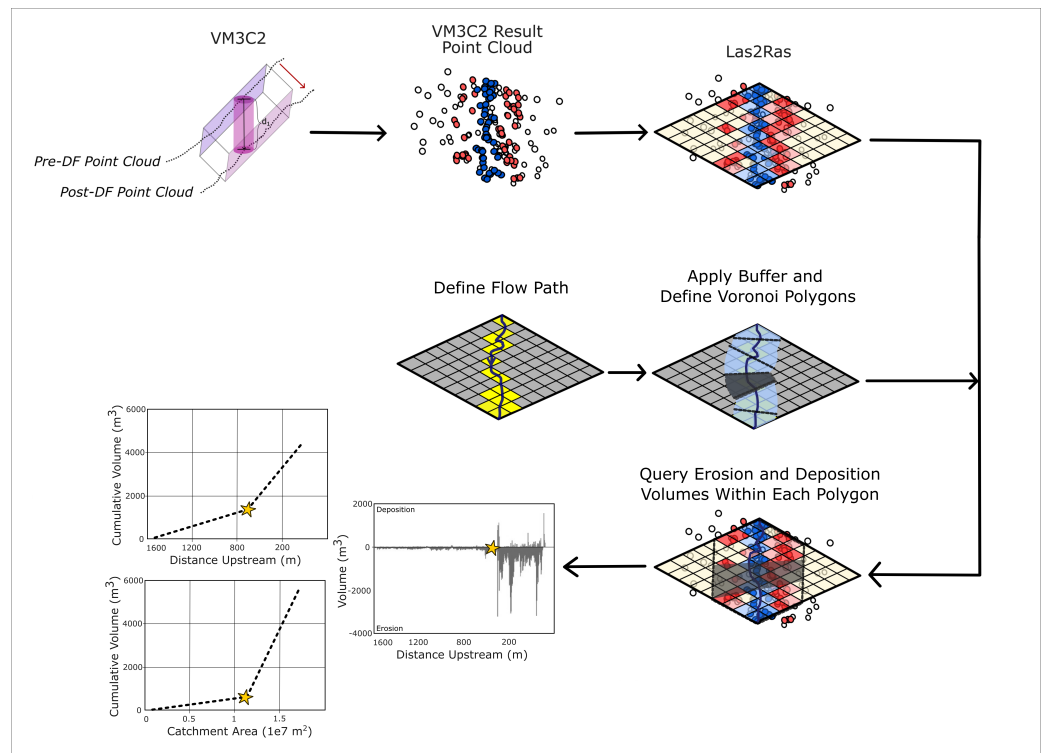 VM3C2
d₁
Pre-DF Point Cloud
Post-DF Point Cloud
VM3C2 Result
Point Cloud
Las2Ras
Define Flow Path
Apply Buffer and
Define Voronoi Polygons
Query Erosion and Deposition
Volumes Within Each Polygon
Cumulative Volume (m³)
6000
4000
2000
0
1600 1200 800 200
Distance Upstream (m)
Volume (m³)
2000
0
-2000
-4000
Deposition
Erosion
1600 1200 800 200
Distance Upstream (m)
Cumulative Volume (m³)
6000
4000
2000
0
0 0.5 1 1.5
Catchment Area (1e7 m²)